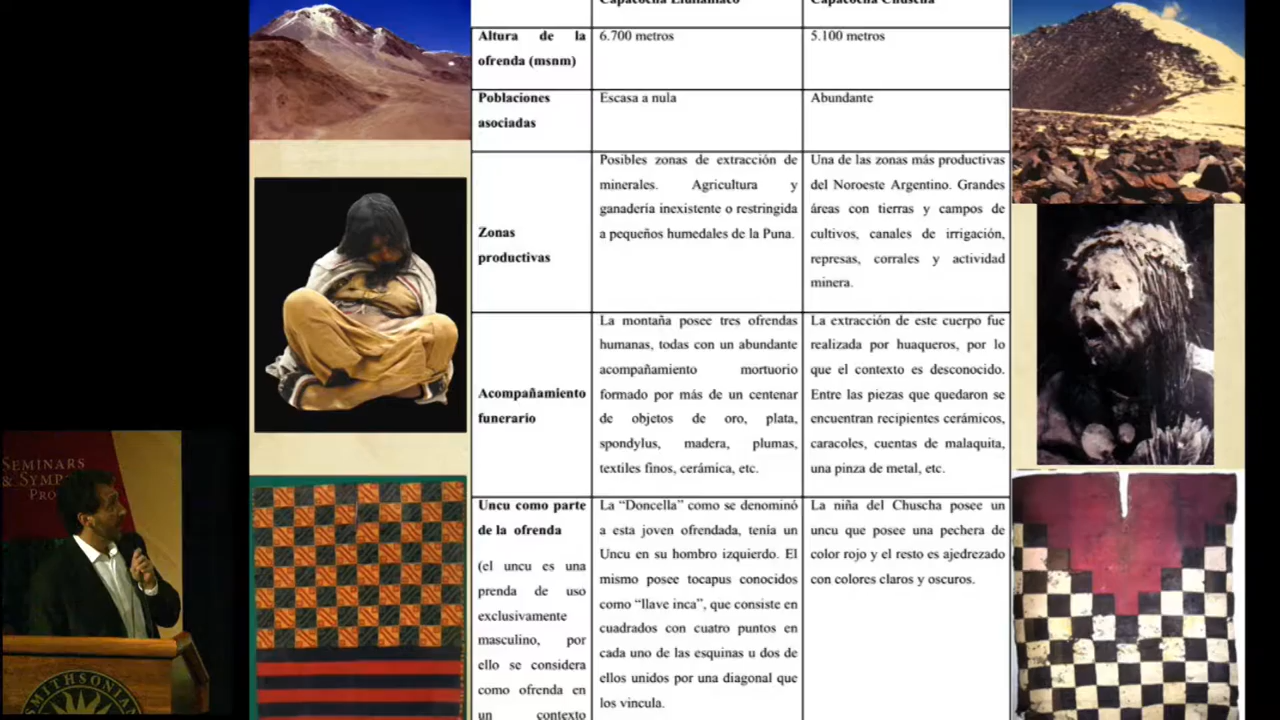 Capacocha Llullaillaco
Capacocha Chuscha
Altura de la
ofrenda (msnm)
6.700 metros
5.100 metros
Poblaciones
asociadas
Escasa a nula
Abundante
Zonas
productivas
Posibles zonas de extracción de
minerales. Agricultura y
ganadería inexistente o restringida
a pequeños humedales de la Puna.
Una de las zonas más productivas
del Noroeste Argentino. Grandes
áreas con tierras y campos de
cultivos, canales de irrigación,
represas, corrales y actividad
minera.
Acompañamiento
funerario
La montaña posee tres ofrendas
humanas, todas con un abundante
acompañamiento mortuorio
formado por más de un centenar
de objetos de oro, plata,
spondylus, madera, plumas,
textiles finos, cerámica, etc.
La extracción de este cuerpo fue
realizada por huaqueros, por lo
que el contexto es desconocido.
Entre las piezas que quedaron se
encuentran recipientes cerámicos,
caracoles, cuentas de malaquita,
una pinza de metal, etc.
Uncu como parte
de la ofrenda
(el uncu es una
prenda de uso
exclusivamente
masculino, por
ello se considera
como ofrenda en
un contexto
La “Doncella” como se denominó
a esta joven ofrendada, tenía un
Uncu en su hombro izquierdo. El
mismo posee tocapus conocidos
como “llave inca”, que consiste en
cuadrados con cuatro puntos en
cada uno de las esquinas u dos de
ellos unidos por una diagonal que
los vincula.
La niña del Chuscha posee un
uncu que posee una pechera de
color rojo y el resto es ajedrezado
con colores claros y oscuros.
SEMINARS
& SYMP
PRO
SMITHSONIAN